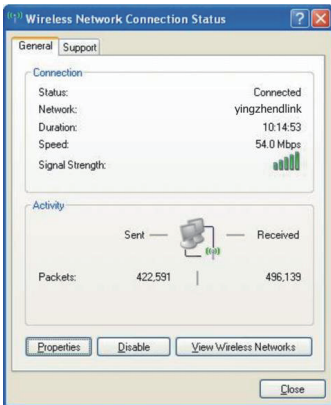 Wireless Network Connection Status
General Support
Connection
Status: Connected
Network: yingzhendlink
Duration: 10:14:53
Speed: 54.0 Mbps
Signal Strength:
Activity
Sent — — Received
Packets: 422,591 | 496,139
Properties Disable View Wireless Networks
Close